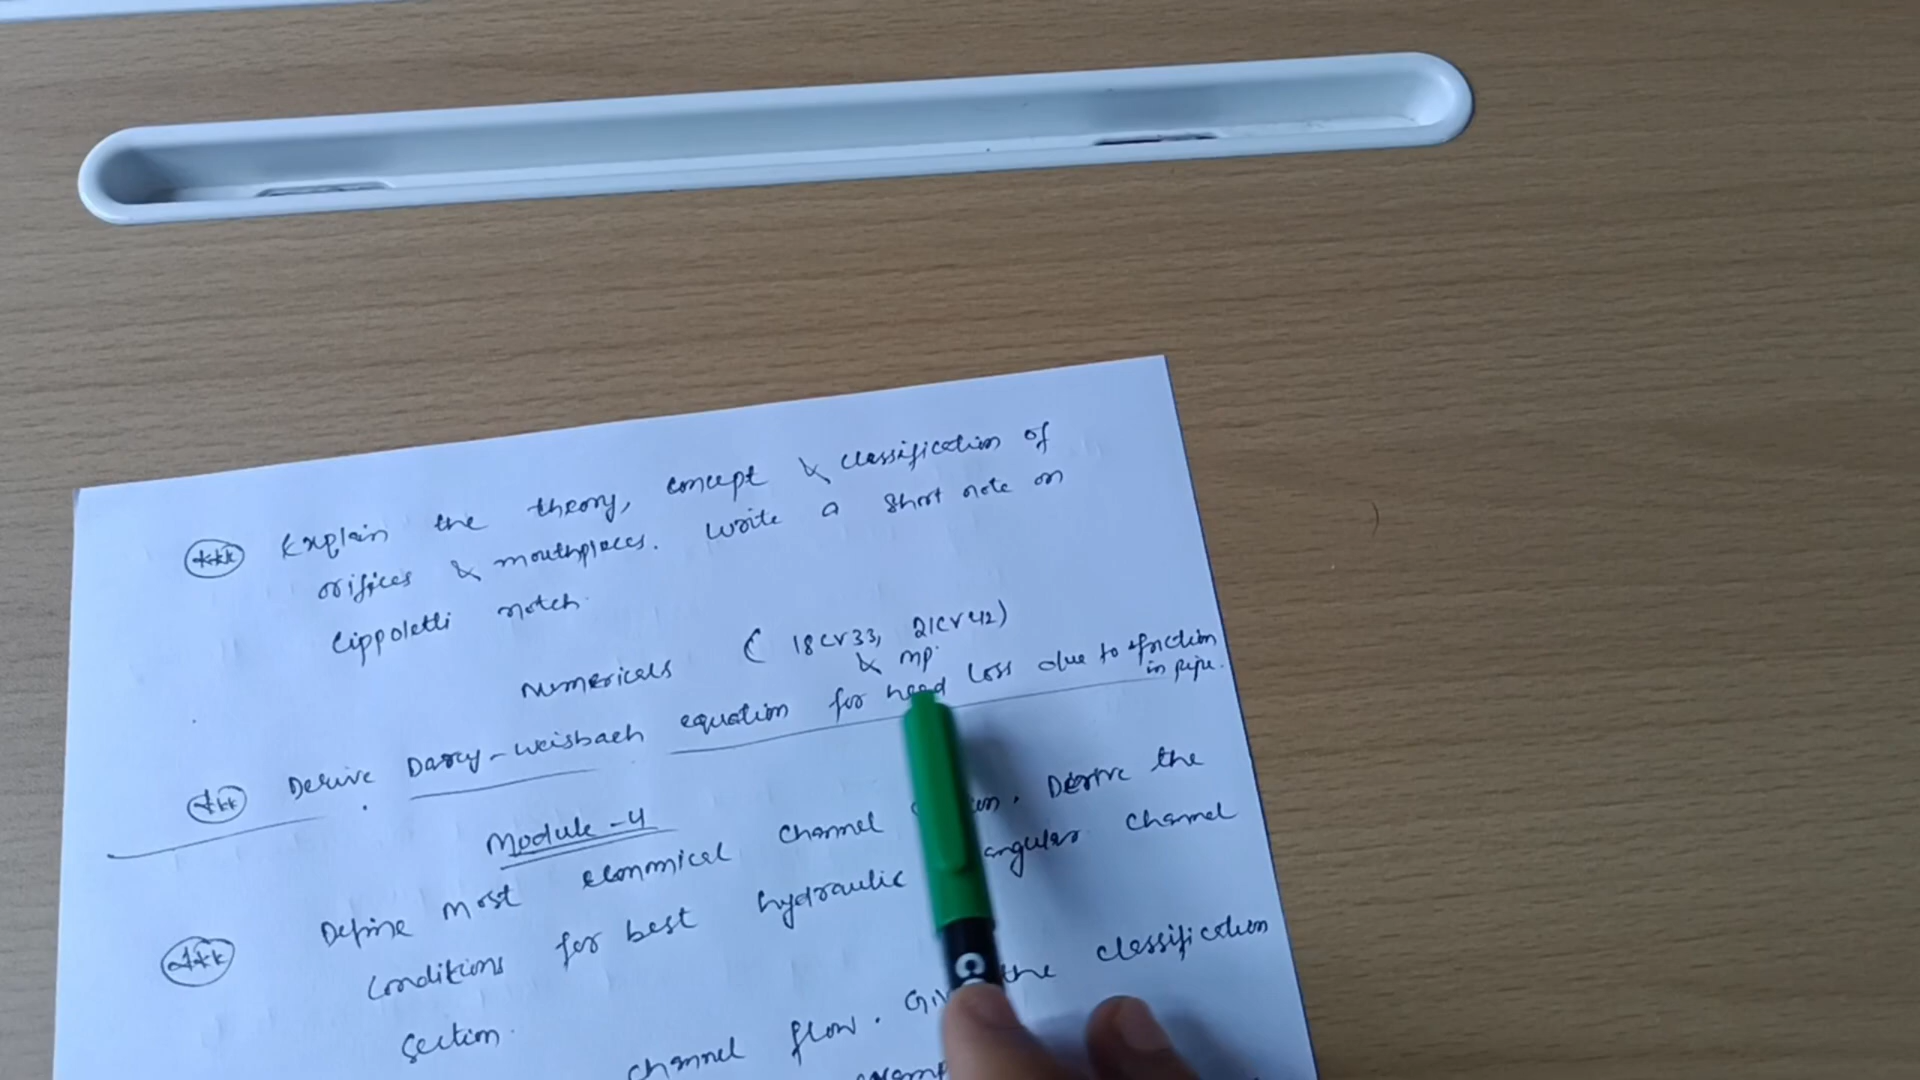 *** Explain the theory, concept & classification of
orifices & mouthpieces. Write a short note on
Cippoletti notch.
Numericals (18CV33, 21CV42)
& mp.
*** Derive Darcy-Weisbach equation for head loss due to friction
in pipe.
Module-4
*** Define most economical channel Derive the
conditions for best hydraulic channel
section.
channel flow. the classification